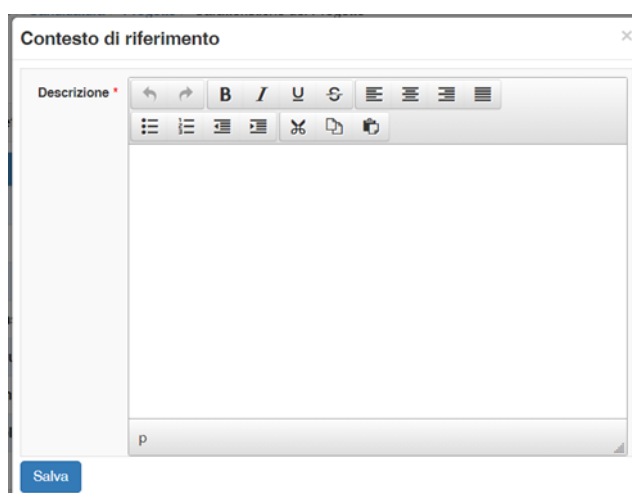 Contesto di riferimento
×
Descrizione *
B I U S
p
Salva